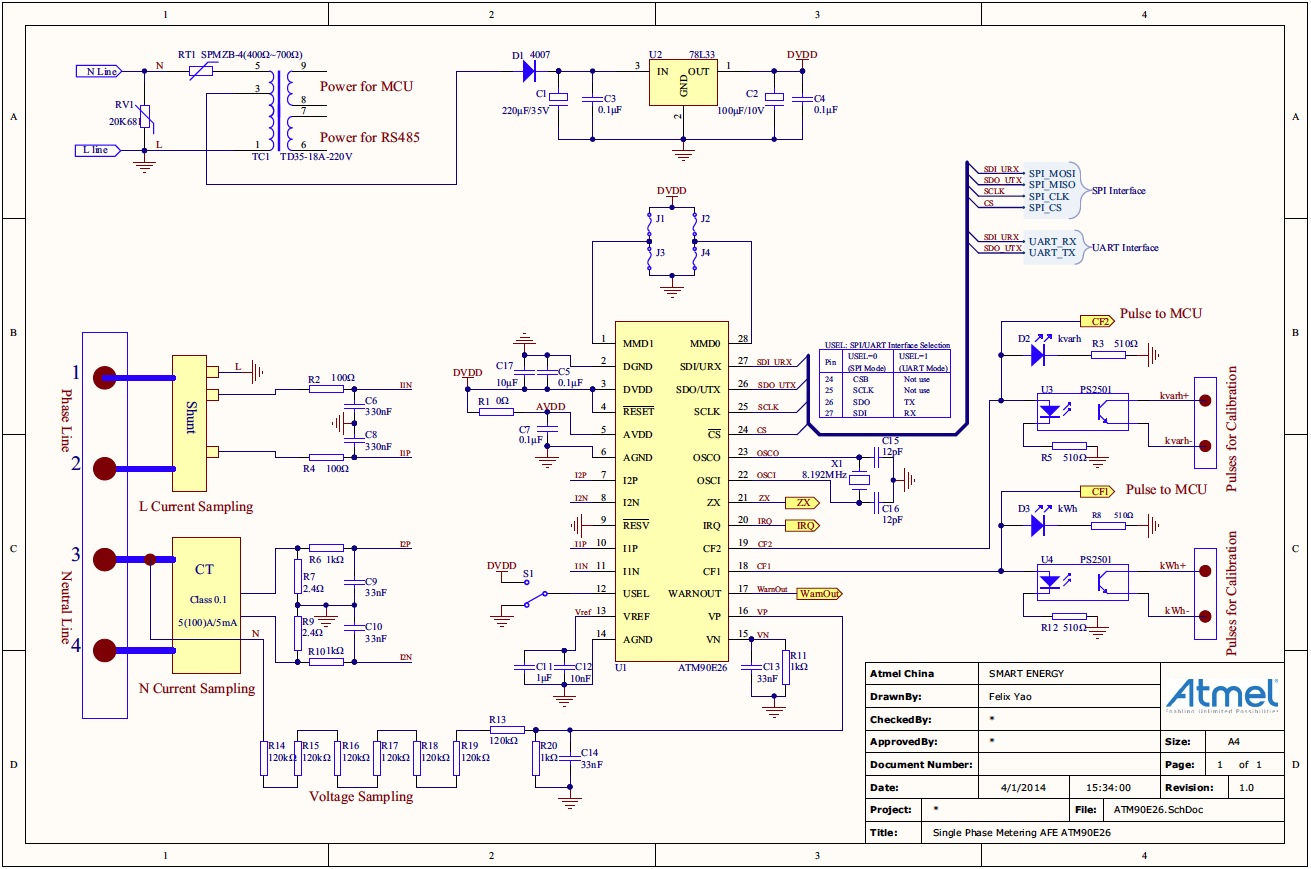 1 2 3 4
A A
B B
C C
D D
1 2 3 4
N Line N RT1 SPMZB-4(400Ω~700Ω)
5 9
3 8
7
1 6
RV1
20K681
L line L
TC1 TD35-18A-220V
Power for MCU
Power for RS485
D1 4007
C1
220μF/35V
C3
0.1μF
U2 78L33
3 IN OUT 1
GND
2
DVDD
C2
100μF/10V
C4
0.1μF
SDI_URX SPI_MOSI
SDO_UTX SPI_MISO
SCLK SPI_CLK
CS SPI_CS
SPI Interface
SDI_URX UART_RX
SDO_UTX UART_TX
UART Interface
DVDD
J1 J2
J3 J4
1 MMD1 MMD0 28
2 DGND SDI/URX 27 SDI_URX
3 DVDD SDO/UTX 26 SDO_UTX
4 RESET SCLK 25 SCLK
5 AVDD CS 24 CS
6 AGND OSCO 23 OSCO
I2P 7 I2P OSCI 22 OSCI
I2N 8 I2N ZX 21 ZX ZX
9 RESV IRQ 20 IRQ IRQ
I1P 10 I1P CF2 19 CF2
I1N 11 I1N CF1 18 CF1
12 USEL WARNOUT 17 WarnOut WarnOut
Vref 13 VREF VP 16 VP
14 AGND VN 15 VN
U1 ATM90E26
C17
10μF
C5
0.1μF
DVDD
R1 0Ω
AVDD
C7
0.1μF
DVDD
S1
C11
1μF
C12
10nF
C13
33nF
R11
1kΩ
USEL: SPI/UART Interface Selection
Pin USEL=0 USEL=1
(SPI Mode) (UART Mode)
24 CSB Not use
25 SCLK Not use
26 SDO TX
27 SDI RX
X1
8.192MHz
C15
12pF
C16
12pF
CF2 Pulse to MCU
D2 kvarh R3 510Ω
U3 PS2501
kvarh+
kvarh-
R5 510Ω
Pulses for Calibration
CF1 Pulse to MCU
D3 kWh R8 510Ω
U4 PS2501
kWh+
kWh-
R12 510Ω
Pulses for Calibration
1
2
3
4
Phase Line
Neutral Line
Shunt
L
R2 100Ω I1N
C6
330nF
C8
330nF
R4 100Ω I1P
L Current Sampling
CT
Class 0.1
5(100)A/5mA
N
R6 1kΩ I2P
R7
2.4Ω
C9
33nF
R9
2.4Ω
C10
33nF
R10 1kΩ I2N
N Current Sampling
R14
120kΩ
R15
120kΩ
R16
120kΩ
R17
120kΩ
R18
120kΩ
R19
120kΩ
R13
120kΩ
R20
1kΩ
C14
33nF
Voltage Sampling
Atmel China SMART ENERGY
DrawnBy: Felix Yao
CheckedBy: *
ApprovedBy: *
Document Number:
Atmel
Enabling Unlimited Possibilities
Size: A4
Page: 1 of 1
Date: 4/1/2014 15:34:00 Revision: 1.0
Project: * File: ATM90E26.SchDoc
Title: Single Phase Metering AFE ATM90E26